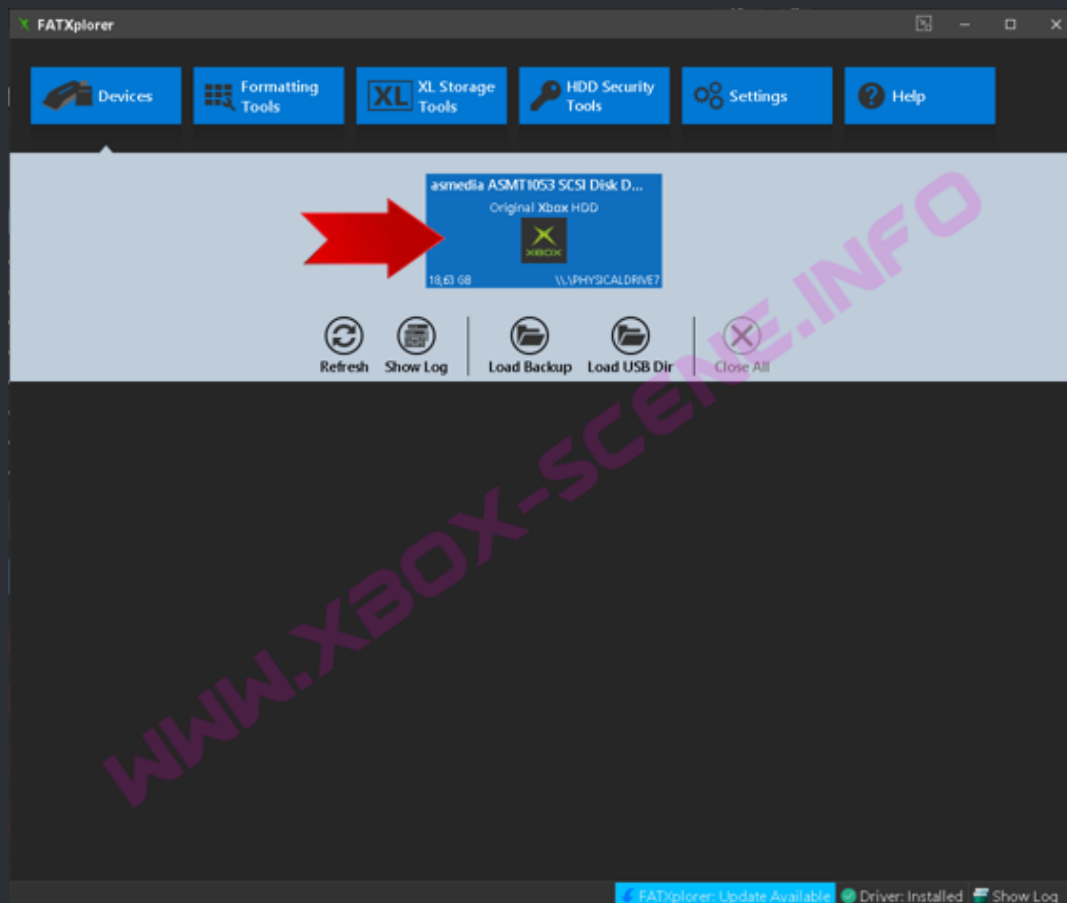 FATXplorer
Devices
Formatting
Tools
XL
XL Storage
Tools
HDD Security
Tools
Settings
? Help
asmedia ASMT1053 SCSI Disk D...
Original Xbox HDD
XBOX
18,63 GB
\\.\PHYSICALDRIVE7
Refresh
Show Log
Load Backup
Load USB Dir
Close All
WWW.XBOX-SCENE.INFO
FATXplorer: Update Available
Driver: Installed
Show Log